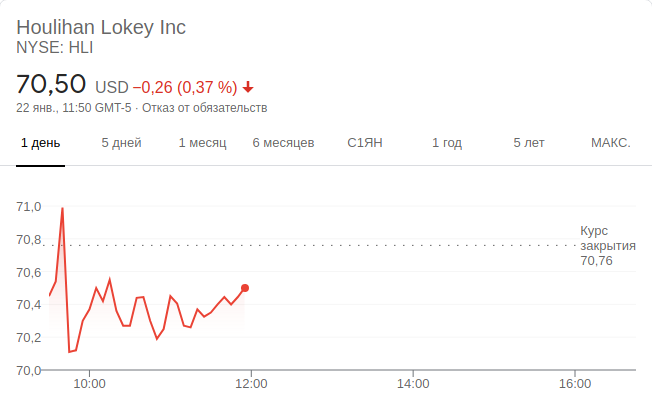 Houlihan Lokey Inc
NYSE: HLI
70,50 USD −0,26 (0,37 %)
22 янв., 11:50 GMT-5 · Отказ от обязательств
1 день 5 дней 1 месяц 6 месяцев С1ЯН 1 год 5 лет МАКС.
71,0
Курс
70,8
закрытия
70,76
70,6
70,4
70,2
70,0
10:00 12:00 14:00 16:00